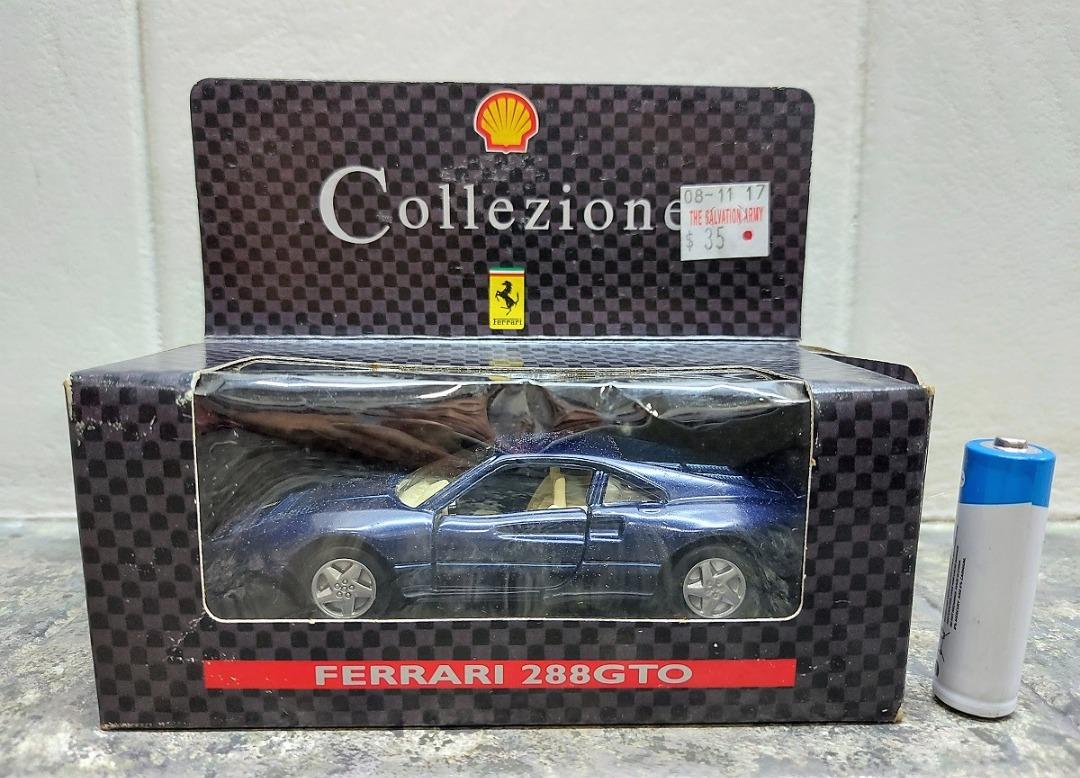 Collezione
08-11 17
THE SALVATION ARMY
$ 35
Ferrari
FERRARI 288GTO